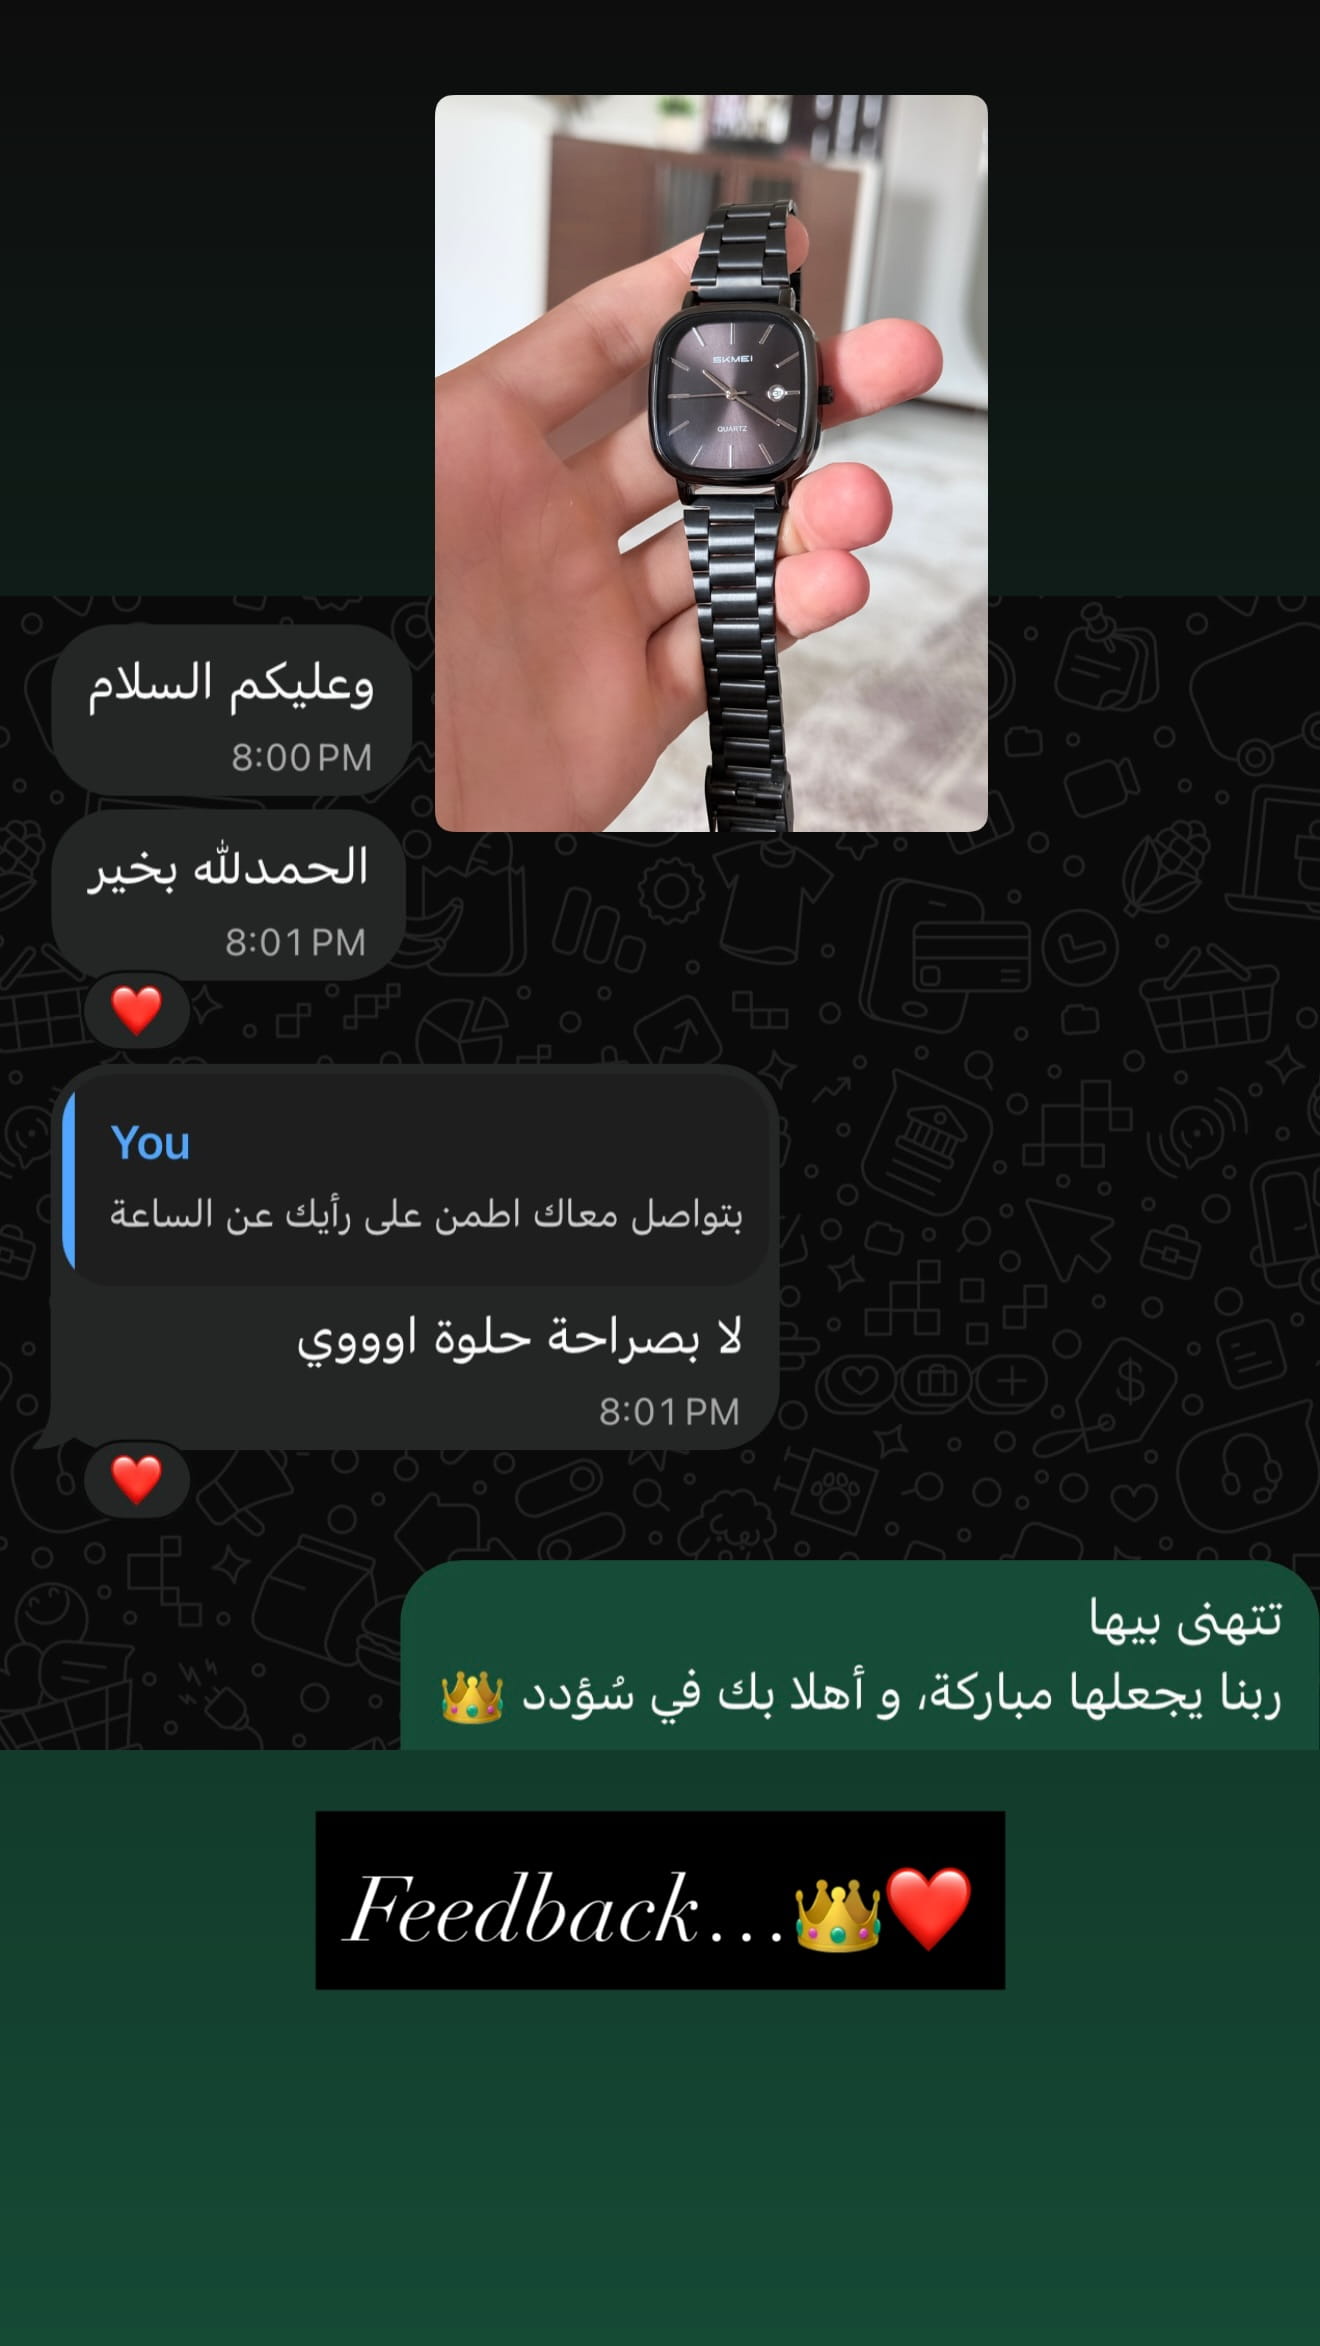 SKMEI
QUARTZ
وعليكم السلام
8:00 PM
الحمدلله بخير
8:01 PM
❤️
You
بتواصل معاك اطمن على رأيك عن الساعة
لا بصراحة حلوة اوووي
8:01 PM
❤️
تتهنى بيها
ربنا يجعلها مباركة، و أهلا بك في سُؤدد 👑
Feedback...👑❤️